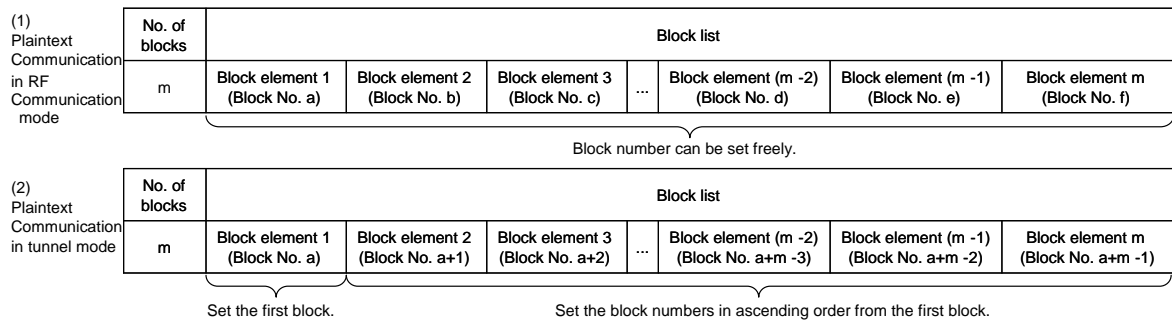 (1)
Plaintext
Communication
in RF
Communication
mode
No. of
blocks
Block list
m
Block element 1
(Block No. a)
Block element 2
(Block No. b)
Block element 3
(Block No. c)
...
Block element (m -2)
(Block No. d)
Block element (m -1)
(Block No. e)
Block element m
(Block No. f)
Block number can be set freely.
(2)
Plaintext
Communication
in tunnel mode
No. of
blocks
Block list
m
Block element 1
(Block No. a)
Block element 2
(Block No. a+1)
Block element 3
(Block No. a+2)
...
Block element (m -2)
(Block No. a+m -3)
Block element (m -1)
(Block No. a+m -2)
Block element m
(Block No. a+m -1)
Set the first block.
Set the block numbers in ascending order from the first block.